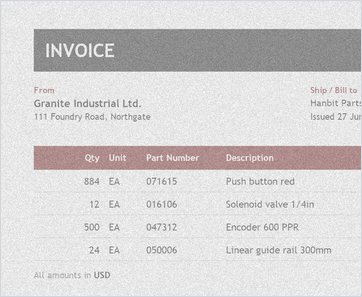 INVOICE
From
Granite Industrial Ltd.
111 Foundry Road, Northgate
Ship / Bill to
Hanbit Parts
Issued 27 Jun
Qty Unit Part Number Description
884 EA 071615 Push button red
12 EA 016106 Solenoid valve 1/4in
500 EA 047312 Encoder 600 PPR
24 EA 050006 Linear guide rail 300mm
All amounts in USD